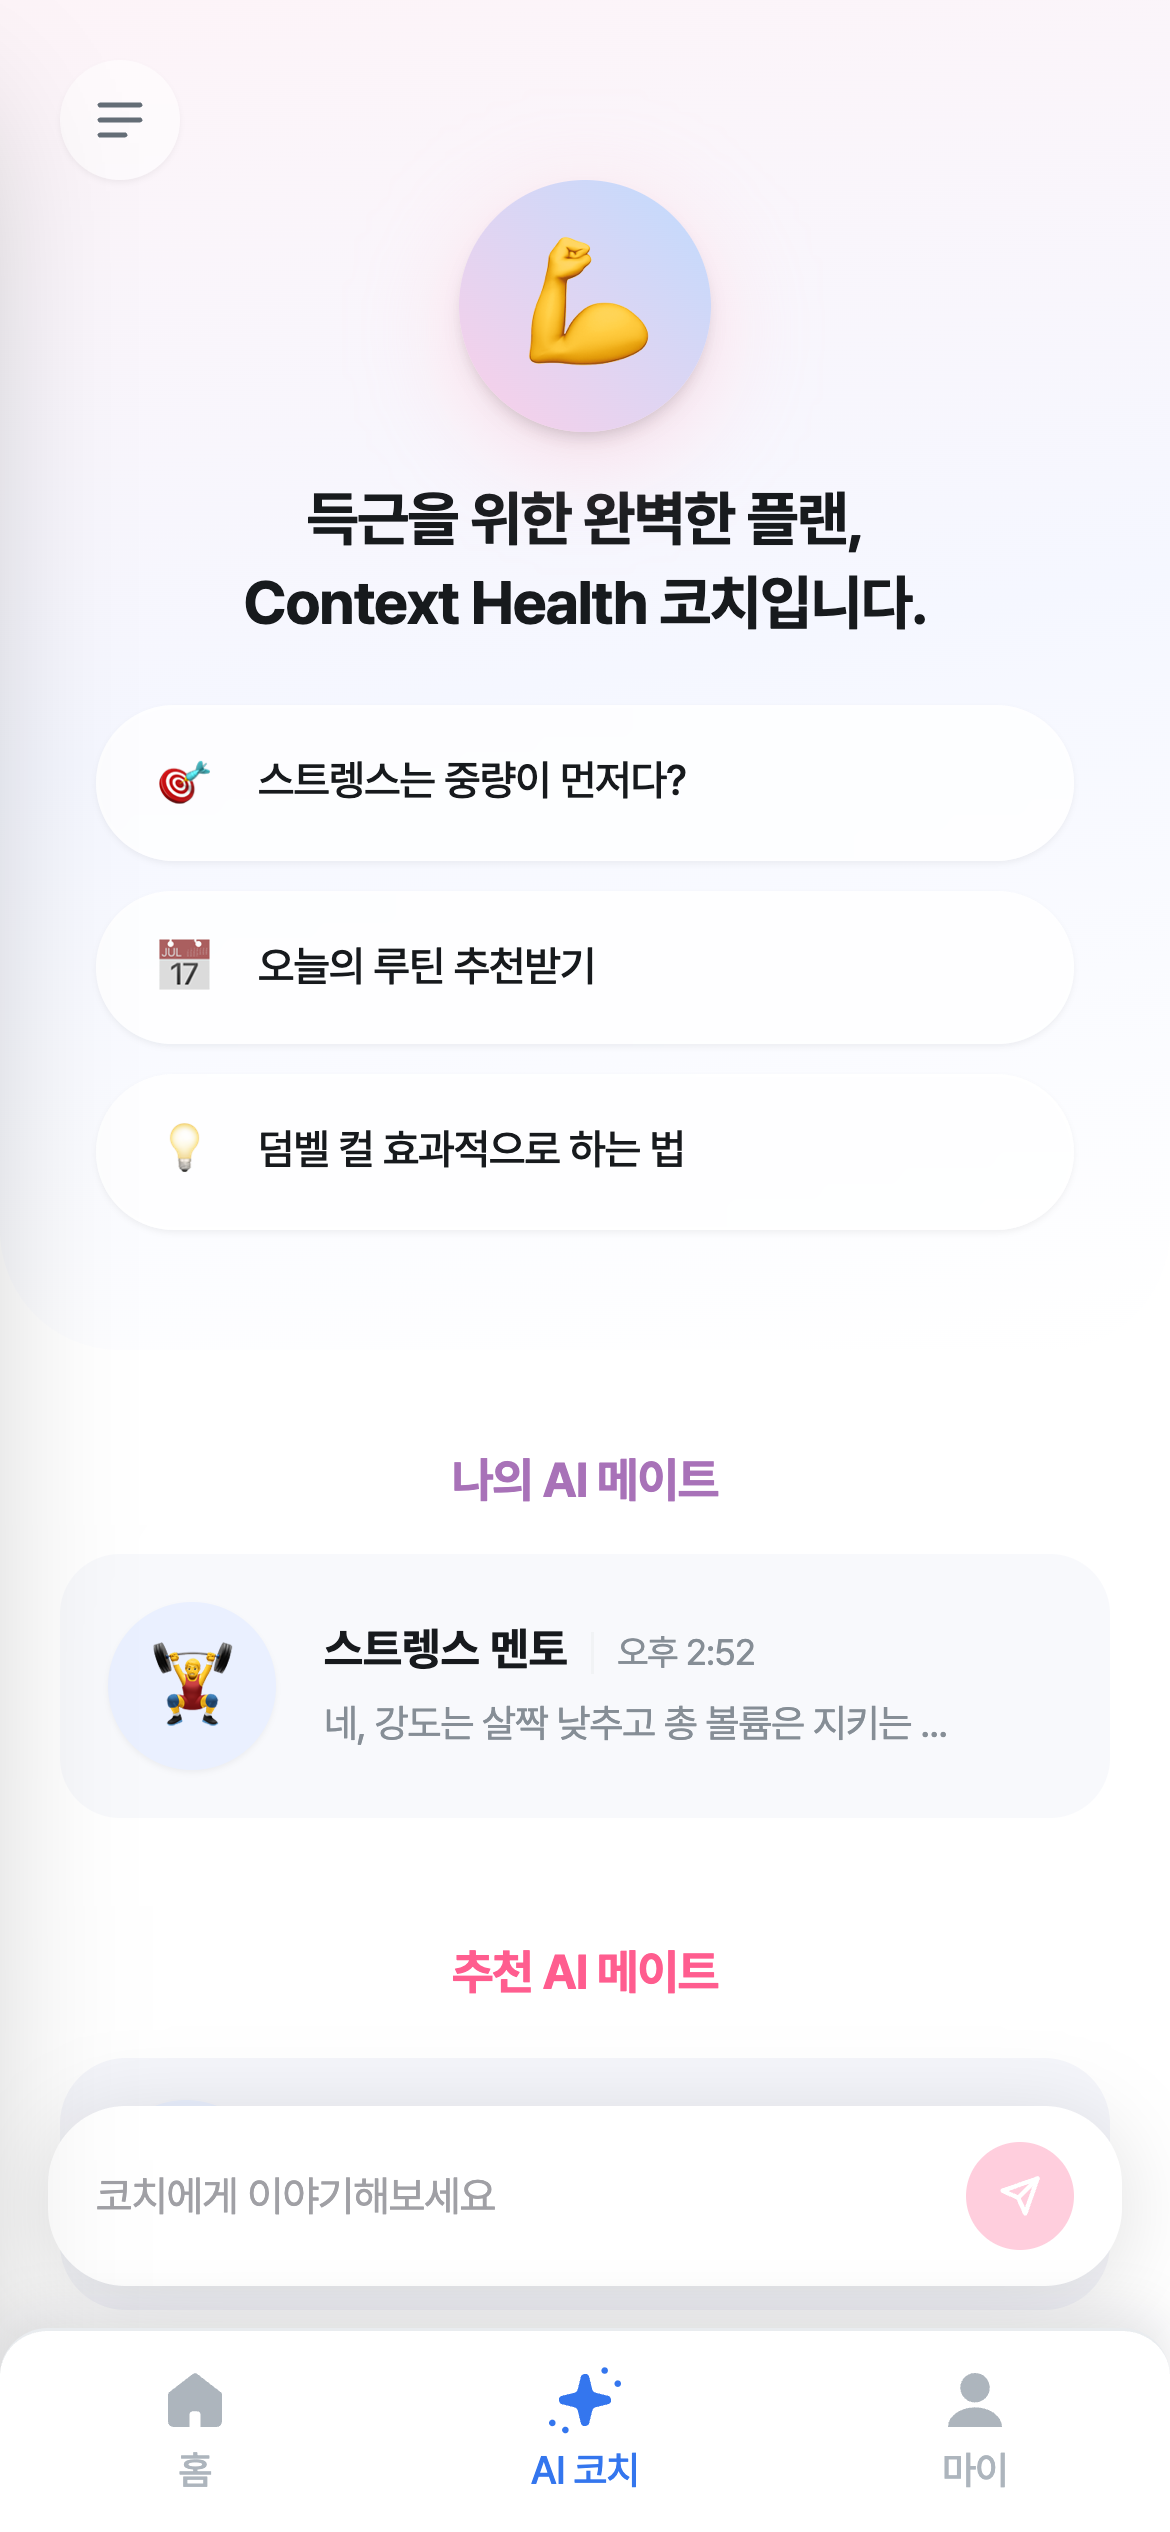 득근을 위한 완벽한 플랜,
Context Health 코치입니다.
스트렝스는 중량이 먼저다?
JUL
17
오늘의 루틴 추천받기
덤벨 컬 효과적으로 하는 법
나의 AI 메이트
스트렝스 멘토 오후 2:52
네, 강도는 살짝 낮추고 총 볼륨은 지키는 ...
추천 AI 메이트
코치에게 이야기해보세요
홈
AI 코치
마이